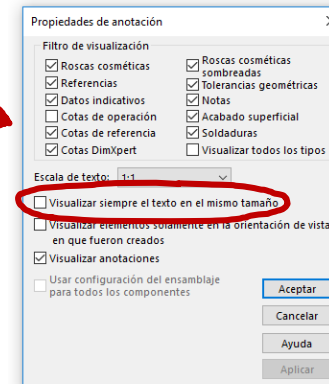 Propiedades de anotación
Filtro de visualización
Roscas cosméticas
Roscas cosméticas sombreadas
Referencias
Tolerancias geométricas
Datos indicativos
Notas
Cotas de operación
Acabado superficial
Cotas de referencia
Soldaduras
Cotas DimXpert
Visualizar todos los tipos
Escala de texto: 1:1
Visualizar siempre el texto en el mismo tamaño
Visualizar elementos solamente en la orientación de vista
en que fueron creados
Visualizar anotaciones
Usar configuración del ensamblaje
para todos los componentes
Aceptar
Cancelar
Ayuda
Aplicar